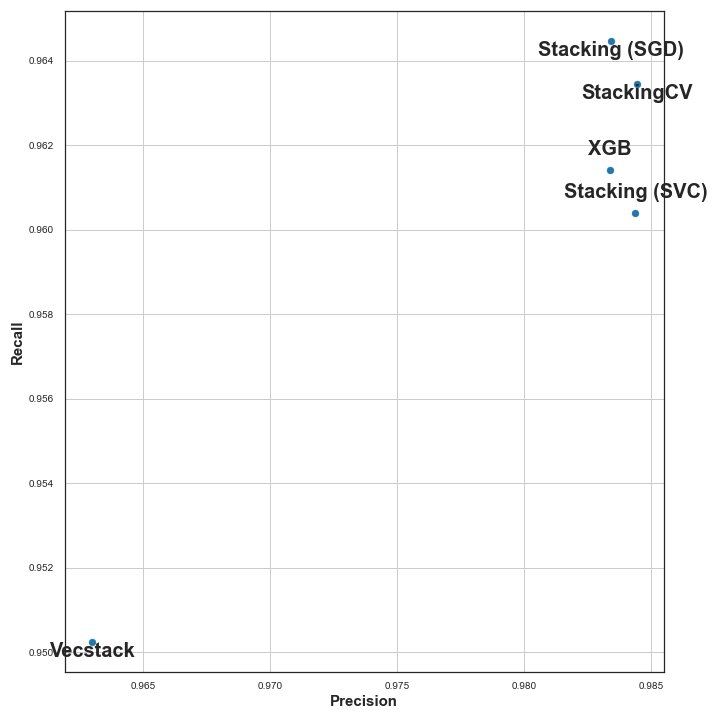 Stacking (SGD)
0.964
StackingCV
0.962
XGB
Stacking (SVC)
0.960
0.958
Recall
0.956
0.954
0.952
0.950
Vecstack
0.965
0.970
0.975
0.980
0.985
Precision